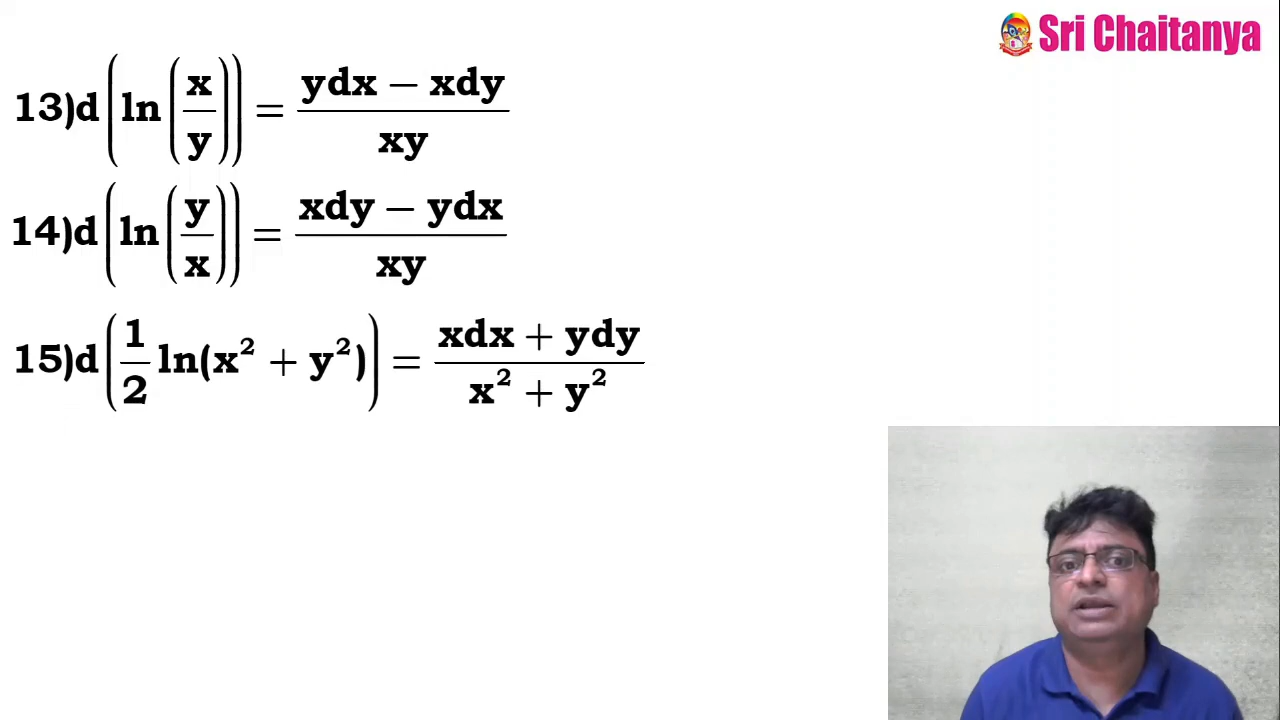 Sri Chaitanya
13) d(ln(x/y)) = (ydx − xdy)/(xy)
14) d(ln(y/x)) = (xdy − ydx)/(xy)
15) d(1/2 ln(x² + y²)) = (xdx + ydy)/(x² + y²)